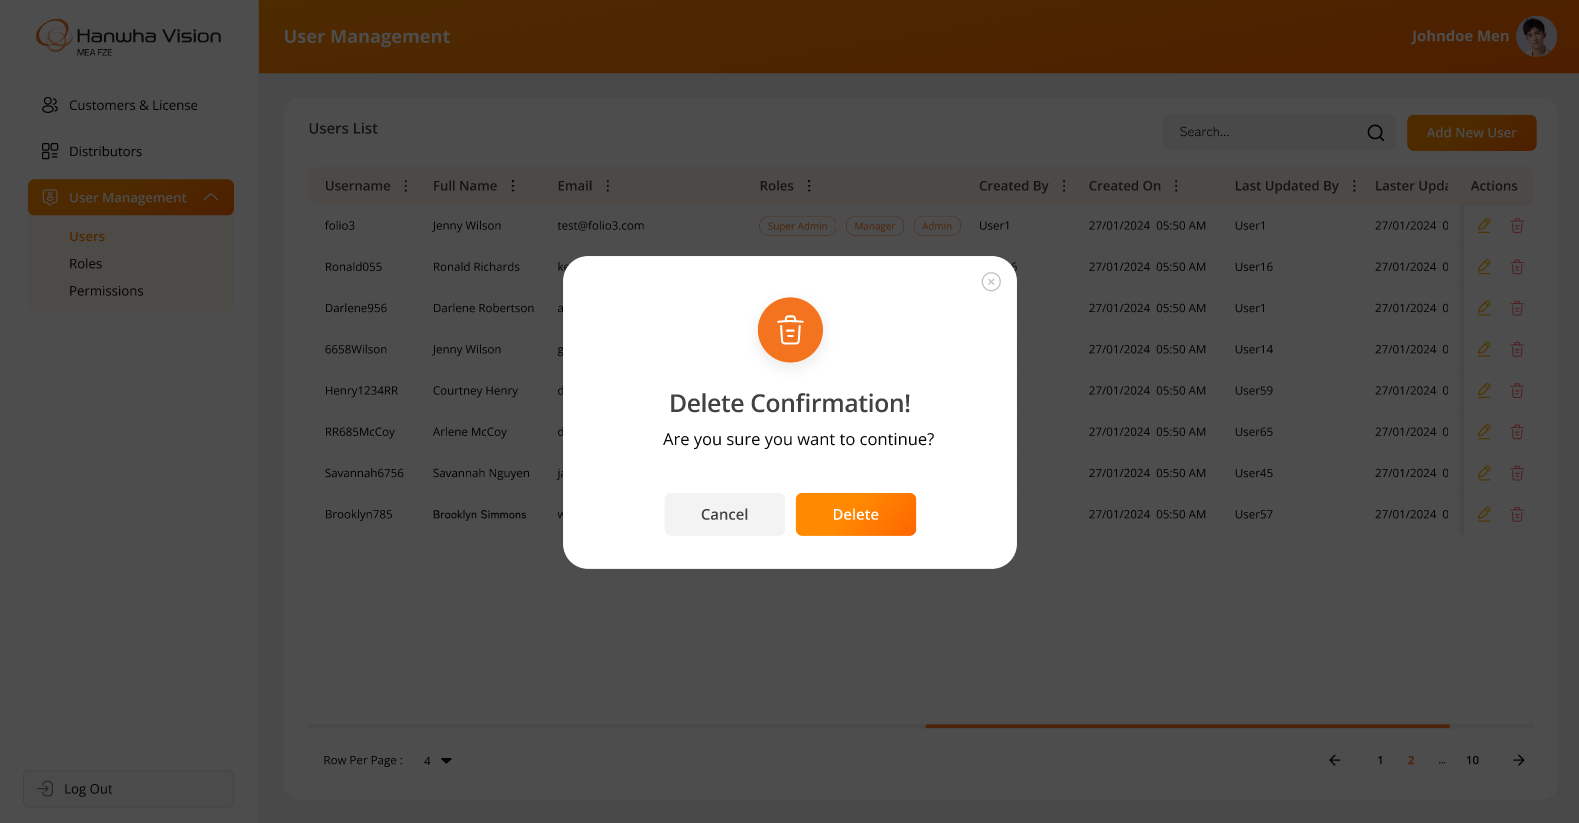 Hanwha Vision
MEA FZE
User Management
Johndoe Men
Customers & License
Distributors
User Management
Users
Roles
Permissions
Log Out
Users List
Search...
Add New User
Username Full Name Email Roles Created By Created On Last Updated By Laster Upda Actions
folio3 Jenny Wilson test@folio3.com Super Admin Manager Admin User1 27/01/2024 05:50 AM User1 27/01/2024 0
Ronald055 Ronald Richards ke 6 27/01/2024 05:50 AM User16 27/01/2024 0
Darlene956 Darlene Robertson a 27/01/2024 05:50 AM User1 27/01/2024 0
6658Wilson Jenny Wilson g 27/01/2024 05:50 AM User14 27/01/2024 0
Henry1234RR Courtney Henry d 27/01/2024 05:50 AM User59 27/01/2024 0
RR685McCoy Arlene McCoy d 27/01/2024 05:50 AM User65 27/01/2024 0
Savannah6756 Savannah Nguyen ja 27/01/2024 05:50 AM User45 27/01/2024 0
Brooklyn785 Brooklyn Simmons w 27/01/2024 05:50 AM User57 27/01/2024 0
Delete Confirmation!
Are you sure you want to continue?
Cancel Delete
Row Per Page : 4
1 2 ... 10